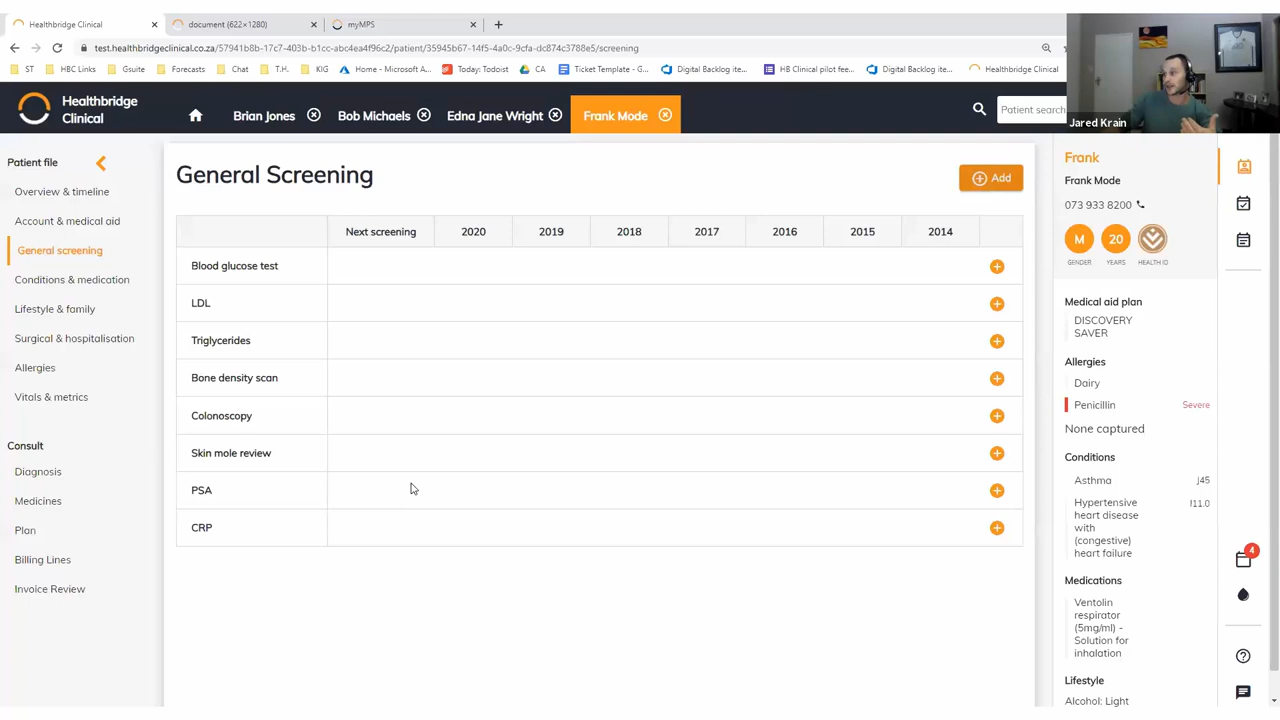 Healthbridge Clinical
document (622×1280)
myMPS
test.healthbridgeclinical.co.za/57941b8b-17c7-403b-b1cc-abc4ea4f96c2/patient/35945b67-14f5-4a0c-9cfa-dc874c3788e5/screening
ST
HBC Links
Gsuite
Forecasts
Chat
T.H.
KIG
Home - Microsoft A...
Today: Todoist
CA
Ticket Template - G...
Digital Backlog ite...
HB Clinical pilot fee...
Digital Backlog ite...
Healthbridge Clinical
Jared Krain
Healthbridge
Clinical
Brian Jones
Bob Michaels
Edna Jane Wright
Frank Mode
Patient search
Patient file
Overview & timeline
Account & medical aid
General screening
Conditions & medication
Lifestyle & family
Surgical & hospitalisation
Allergies
Vitals & metrics
Consult
Diagnosis
Medicines
Plan
Billing Lines
Invoice Review
General Screening
Add
Next screening 2020 2019 2018 2017 2016 2015 2014
Blood glucose test
LDL
Triglycerides
Bone density scan
Colonoscopy
Skin mole review
PSA
CRP
Frank
Frank Mode
073 933 8200
M 20
GENDER YEARS HEALTH ID
Medical aid plan
DISCOVERY
SAVER
Allergies
Dairy
Penicillin Severe
None captured
Conditions
Asthma J45
Hypertensive I11.0
heart disease
with
(congestive)
heart failure
Medications
Ventolin
respirator
(5mg/ml) -
Solution for
inhalation
Lifestyle
Alcohol: Light
4